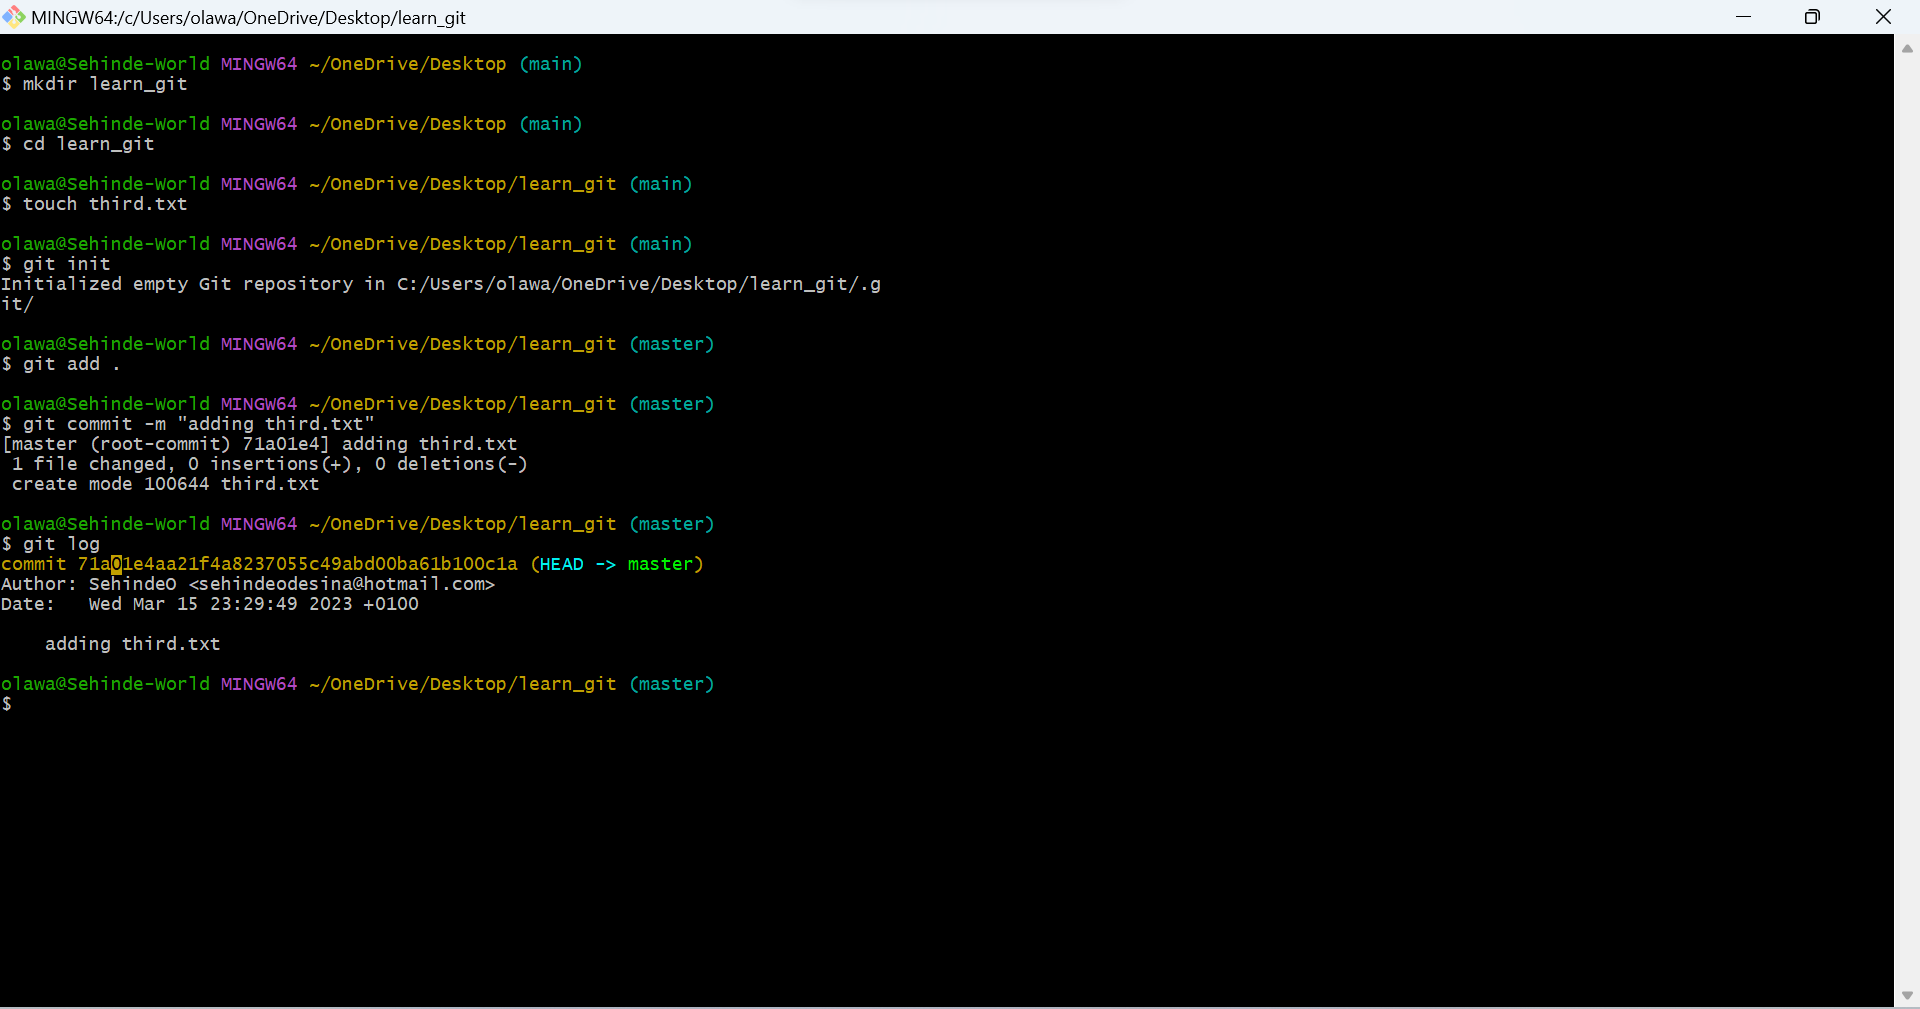 MINGW64:/c/Users/olawa/OneDrive/Desktop/learn_git
olawa@Sehinde-World MINGW64 ~/OneDrive/Desktop (main)
$ mkdir learn_git
olawa@Sehinde-World MINGW64 ~/OneDrive/Desktop (main)
$ cd learn_git
olawa@Sehinde-World MINGW64 ~/OneDrive/Desktop/learn_git (main)
$ touch third.txt
olawa@Sehinde-World MINGW64 ~/OneDrive/Desktop/learn_git (main)
$ git init
Initialized empty Git repository in C:/Users/olawa/OneDrive/Desktop/learn_git/.g
it/
olawa@Sehinde-World MINGW64 ~/OneDrive/Desktop/learn_git (master)
$ git add .
olawa@Sehinde-World MINGW64 ~/OneDrive/Desktop/learn_git (master)
$ git commit -m "adding third.txt"
[master (root-commit) 71a01e4] adding third.txt
 1 file changed, 0 insertions(+), 0 deletions(-)
 create mode 100644 third.txt
olawa@Sehinde-World MINGW64 ~/OneDrive/Desktop/learn_git (master)
$ git log
commit 71a01e4aa21f4a8237055c49abd00ba61b100c1a (HEAD -> master)
Author: SehindeO <sehindeodesina@hotmail.com>
Date:   Wed Mar 15 23:29:49 2023 +0100
    adding third.txt
olawa@Sehinde-World MINGW64 ~/OneDrive/Desktop/learn_git (master)
$